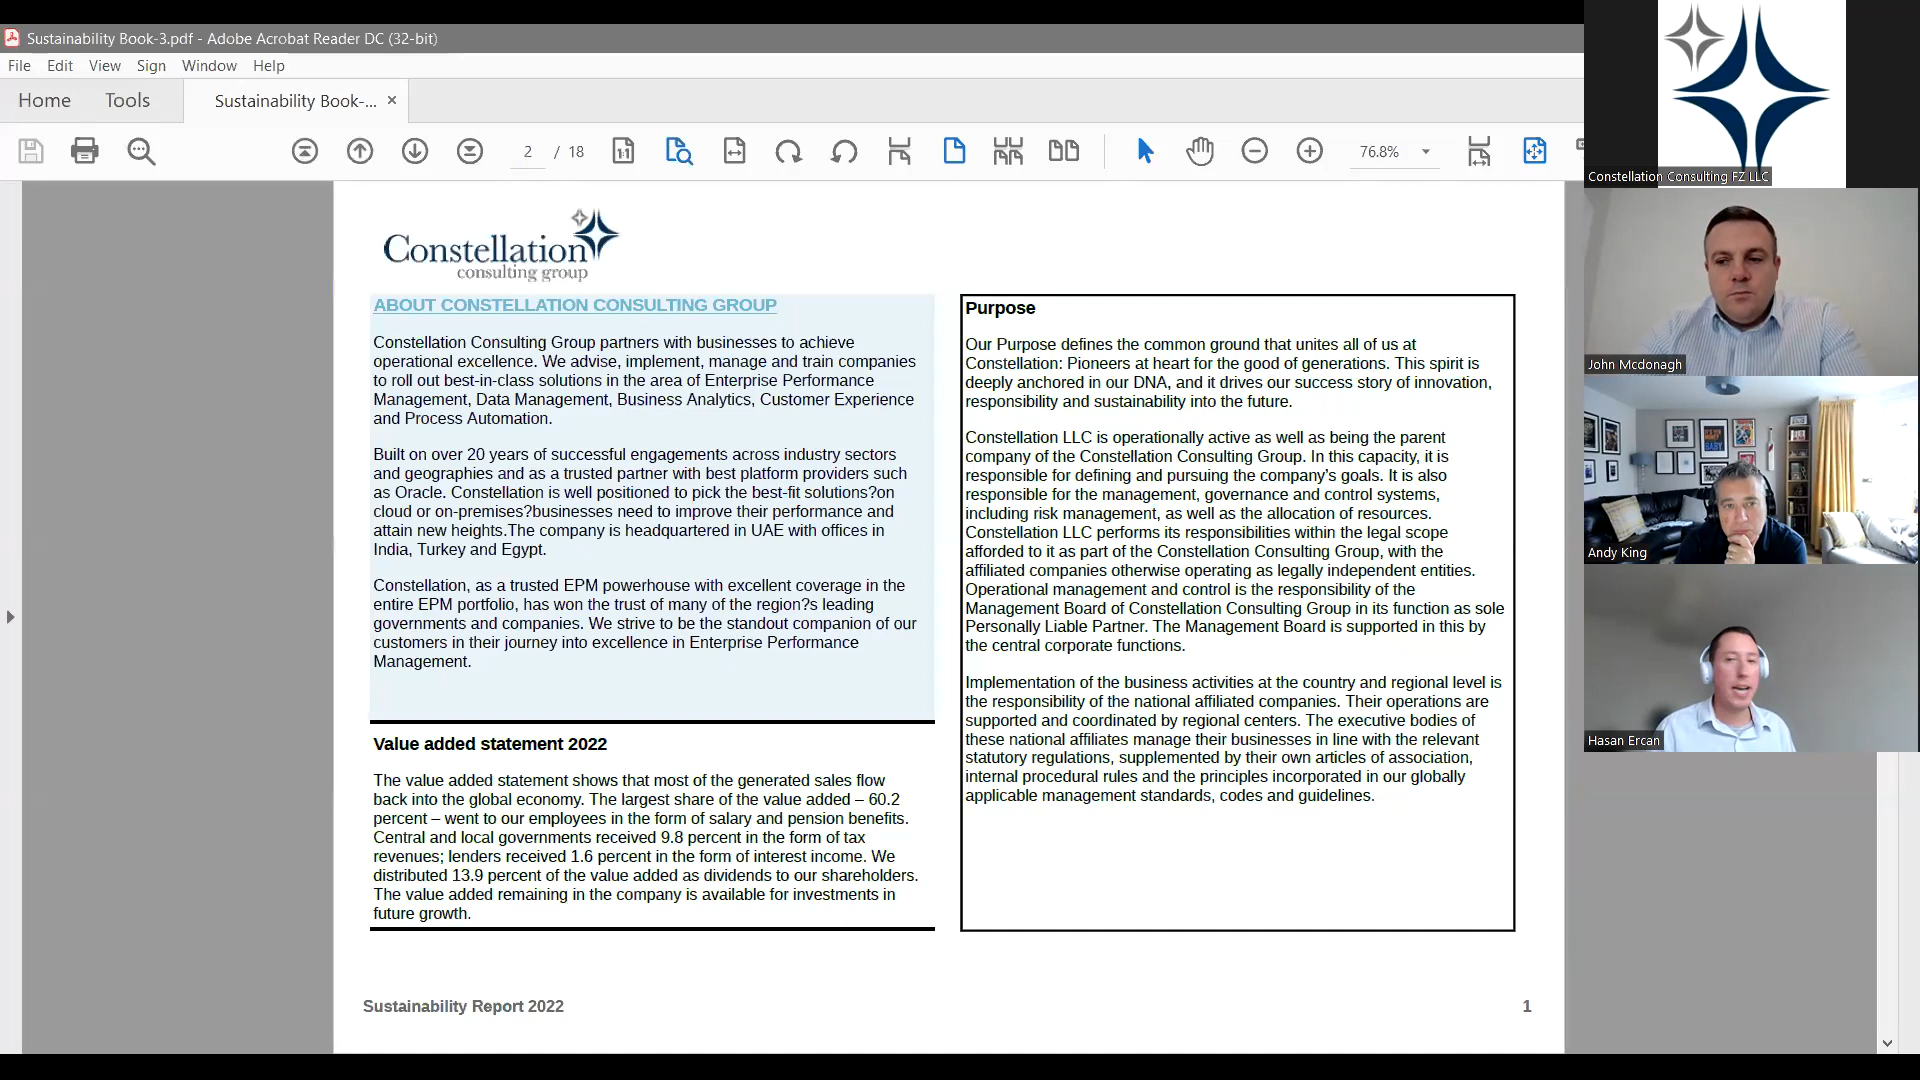 Sustainability Book-3.pdf - Adobe Acrobat Reader DC (32-bit)
File Edit View Sign Window Help
Home Tools Sustainability Book-... ×
2 / 18 76.8%
Constellation
consulting group
ABOUT CONSTELLATION CONSULTING GROUP
Constellation Consulting Group partners with businesses to achieve
operational excellence. We advise, implement, manage and train companies
to roll out best-in-class solutions in the area of Enterprise Performance
Management, Data Management, Business Analytics, Customer Experience
and Process Automation.
Built on over 20 years of successful engagements across industry sectors
and geographies and as a trusted partner with best platform providers such
as Oracle. Constellation is well positioned to pick the best-fit solutions?on
cloud or on-premises?businesses need to improve their performance and
attain new heights.The company is headquartered in UAE with offices in
India, Turkey and Egypt.
Constellation, as a trusted EPM powerhouse with excellent coverage in the
entire EPM portfolio, has won the trust of many of the region?s leading
governments and companies. We strive to be the standout companion of our
customers in their journey into excellence in Enterprise Performance
Management.
Value added statement 2022
The value added statement shows that most of the generated sales flow
back into the global economy. The largest share of the value added – 60.2
percent – went to our employees in the form of salary and pension benefits.
Central and local governments received 9.8 percent in the form of tax
revenues; lenders received 1.6 percent in the form of interest income. We
distributed 13.9 percent of the value added as dividends to our shareholders.
The value added remaining in the company is available for investments in
future growth.
Purpose
Our Purpose defines the common ground that unites all of us at
Constellation: Pioneers at heart for the good of generations. This spirit is
deeply anchored in our DNA, and it drives our success story of innovation,
responsibility and sustainability into the future.
Constellation LLC is operationally active as well as being the parent
company of the Constellation Consulting Group. In this capacity, it is
responsible for defining and pursuing the company's goals. It is also
responsible for the management, governance and control systems,
including risk management, as well as the allocation of resources.
Constellation LLC performs its responsibilities within the legal scope
afforded to it as part of the Constellation Consulting Group, with the
affiliated companies otherwise operating as legally independent entities.
Operational management and control is the responsibility of the
Management Board of Constellation Consulting Group in its function as sole
Personally Liable Partner. The Management Board is supported in this by
the central corporate functions.
Implementation of the business activities at the country and regional level is
the responsibility of the national affiliated companies. Their operations are
supported and coordinated by regional centers. The executive bodies of
these national affiliates manage their businesses in line with the relevant
statutory regulations, supplemented by their own articles of association,
internal procedural rules and the principles incorporated in our globally
applicable management standards, codes and guidelines.
Sustainability Report 2022
1
Constellation Consulting FZ LLC
John Mcdonagh
Andy King
Hasan Ercan